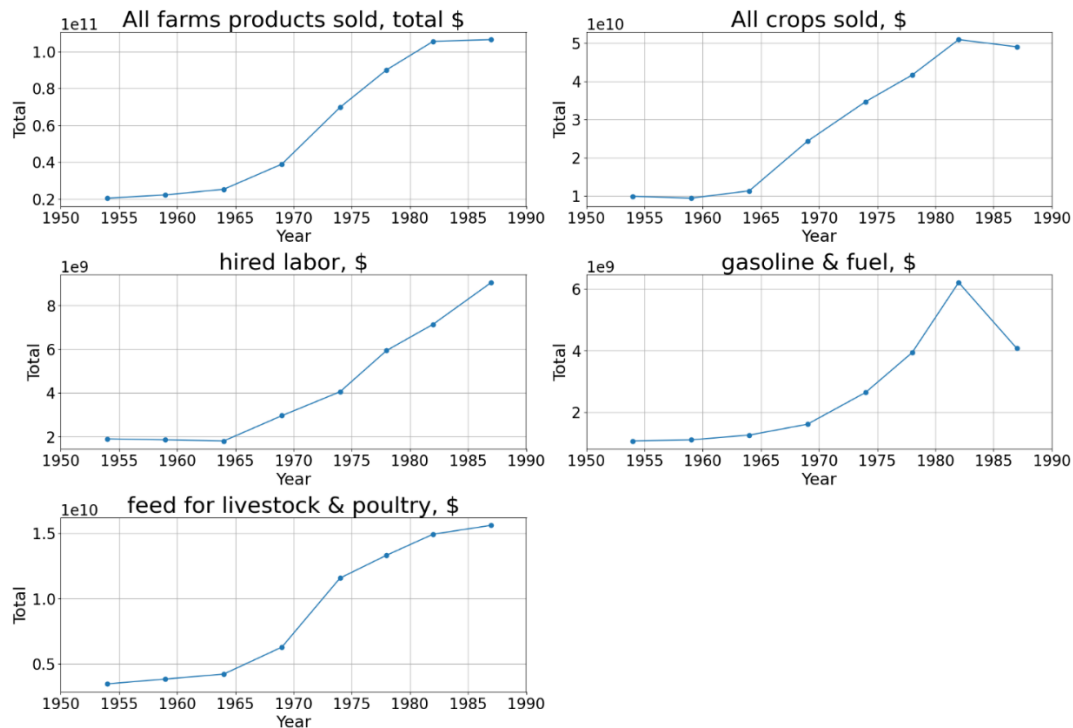 All farms products sold, total $
1e11
1.0
0.8
0.6
0.4
0.2
Total
1950 1955 1960 1965 1970 1975 1980 1985 1990
Year
All crops sold, $
1e10
5
4
3
2
1
Total
1950 1955 1960 1965 1970 1975 1980 1985 1990
Year
hired labor, $
1e9
8
6
4
2
Total
1950 1955 1960 1965 1970 1975 1980 1985 1990
Year
gasoline & fuel, $
1e9
6
4
2
Total
1950 1955 1960 1965 1970 1975 1980 1985 1990
Year
feed for livestock & poultry, $
1e10
1.5
1.0
0.5
Total
1950 1955 1960 1965 1970 1975 1980 1985 1990
Year